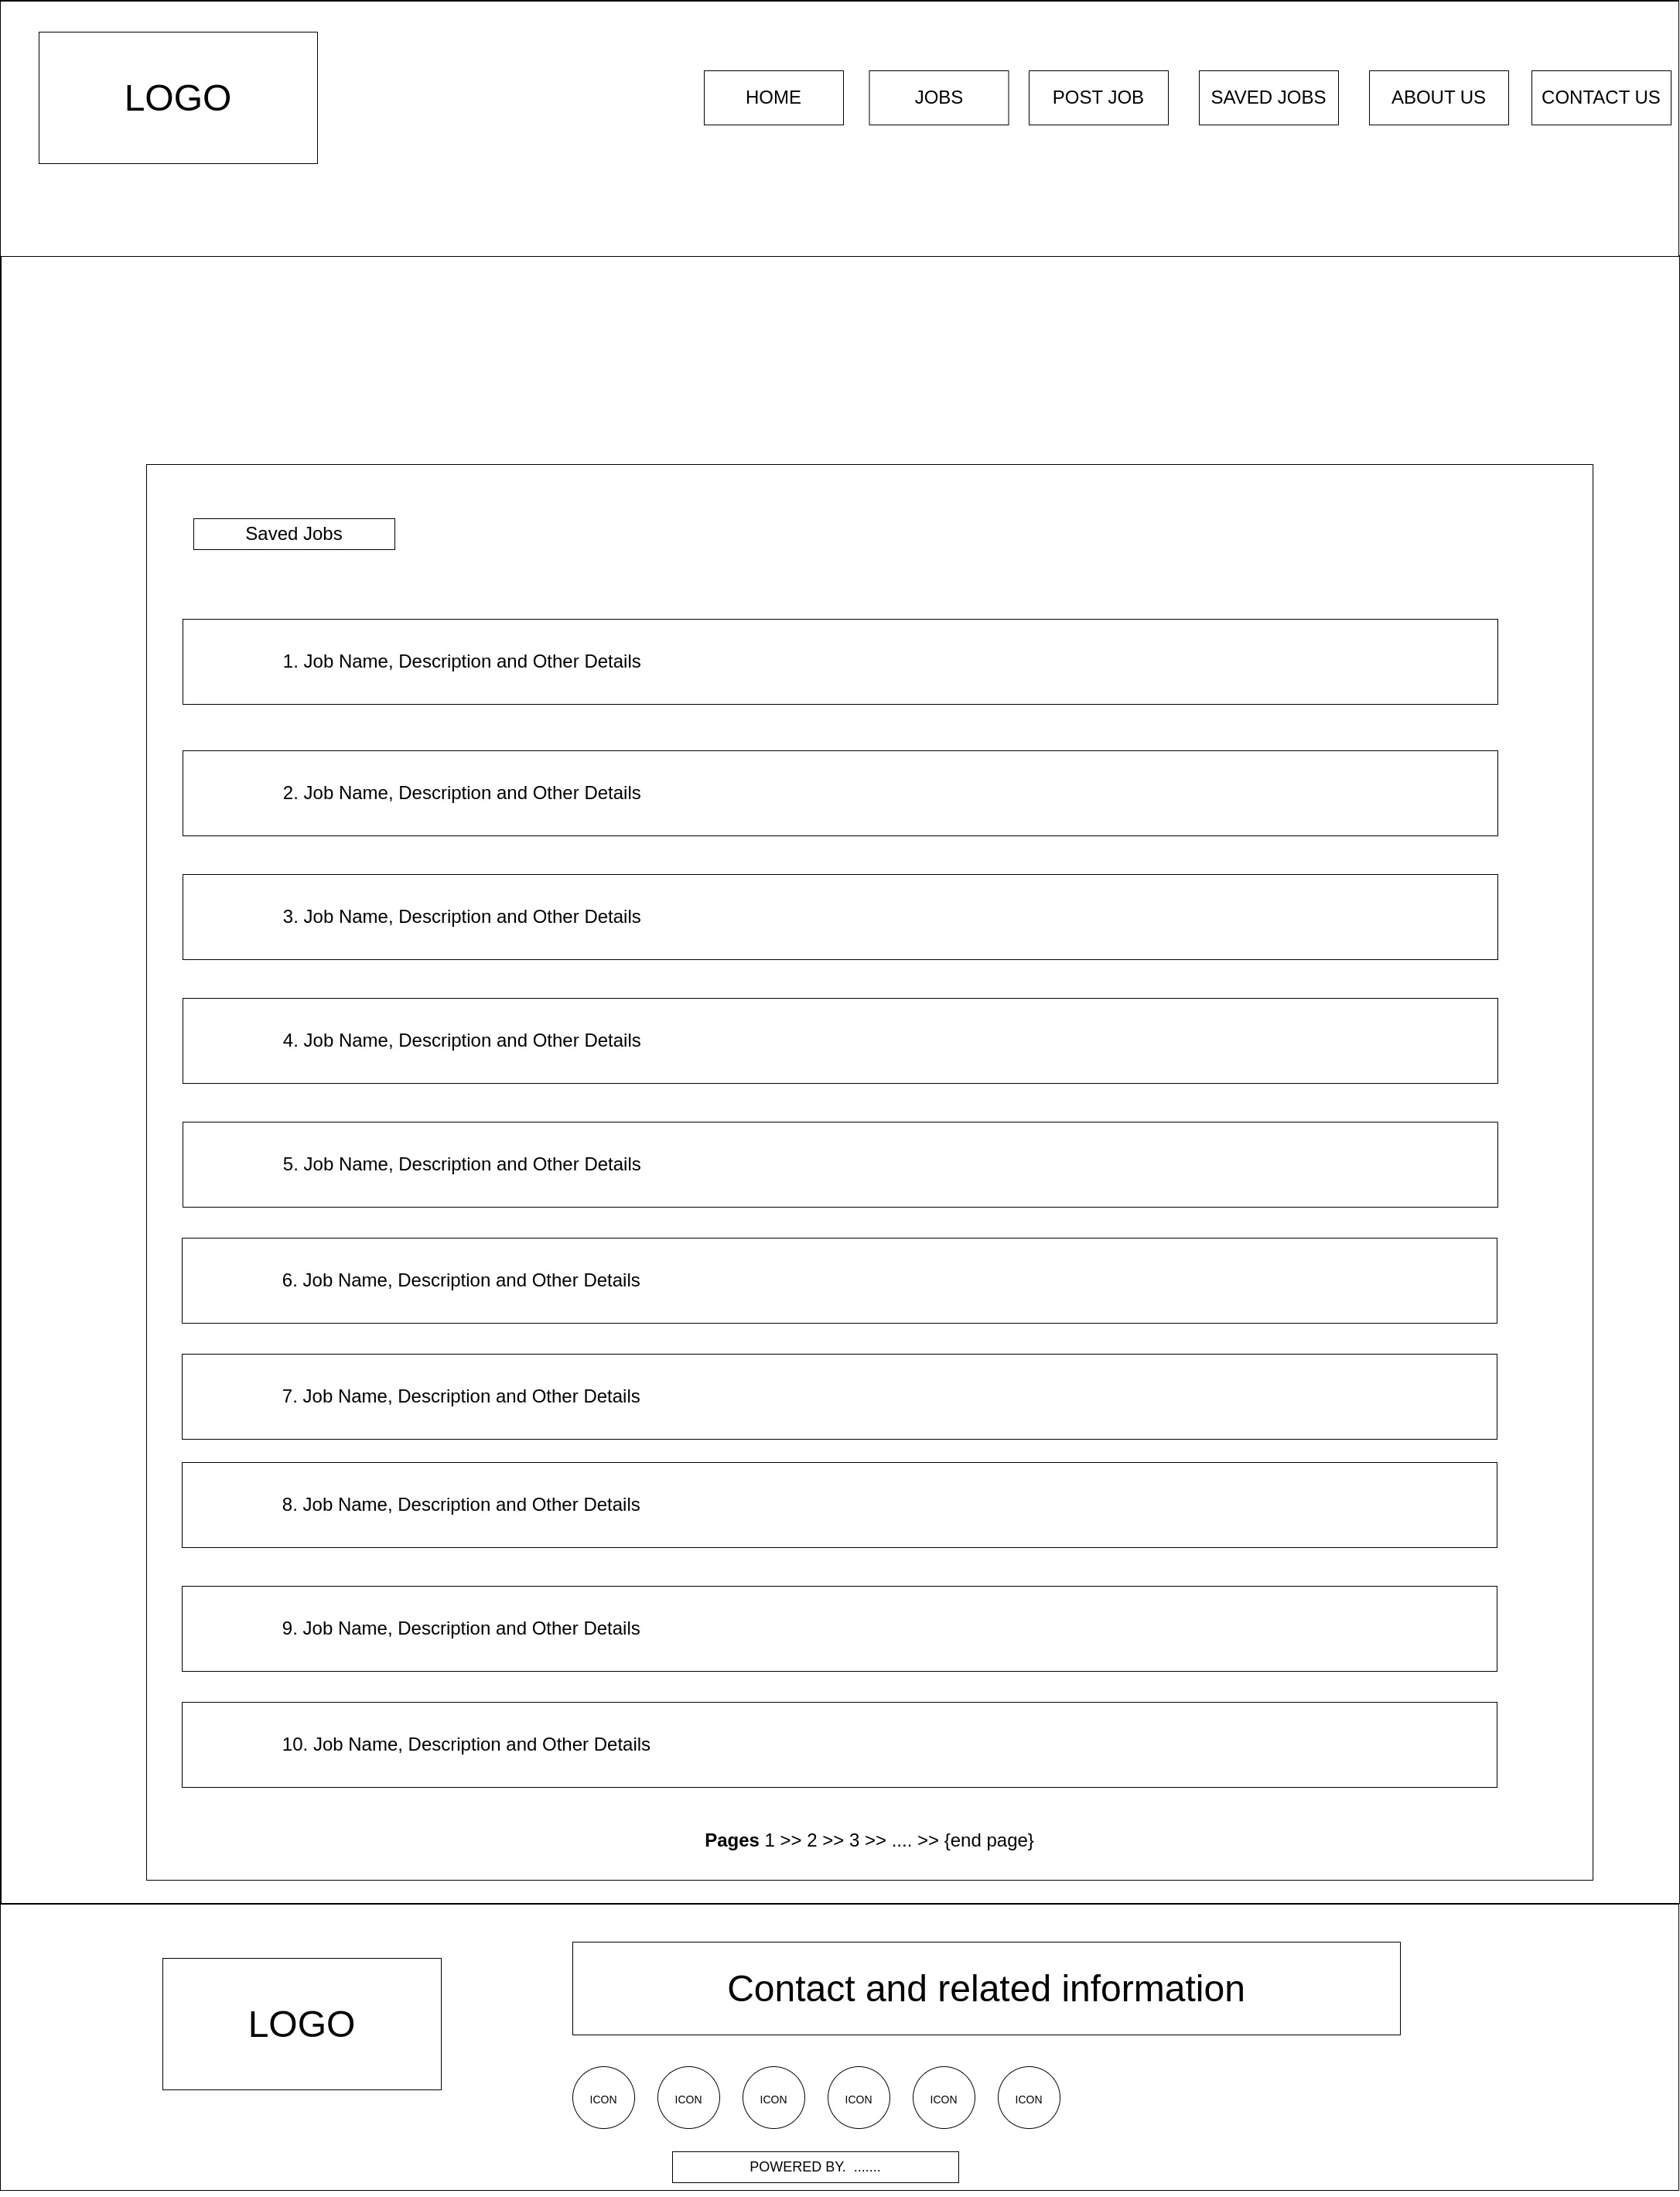 LOGO
HOME
JOBS
POST JOB
SAVED JOBS
ABOUT US
CONTACT US
Saved Jobs
1. Job Name, Description and Other Details
2. Job Name, Description and Other Details
3. Job Name, Description and Other Details
4. Job Name, Description and Other Details
5. Job Name, Description and Other Details
6. Job Name, Description and Other Details
7. Job Name, Description and Other Details
8. Job Name, Description and Other Details
9. Job Name, Description and Other Details
10. Job Name, Description and Other Details
Pages 1 >> 2 >> 3 >> .... >> {end page}
LOGO
Contact and related information
ICON
ICON
ICON
ICON
ICON
ICON
POWERED BY. .......